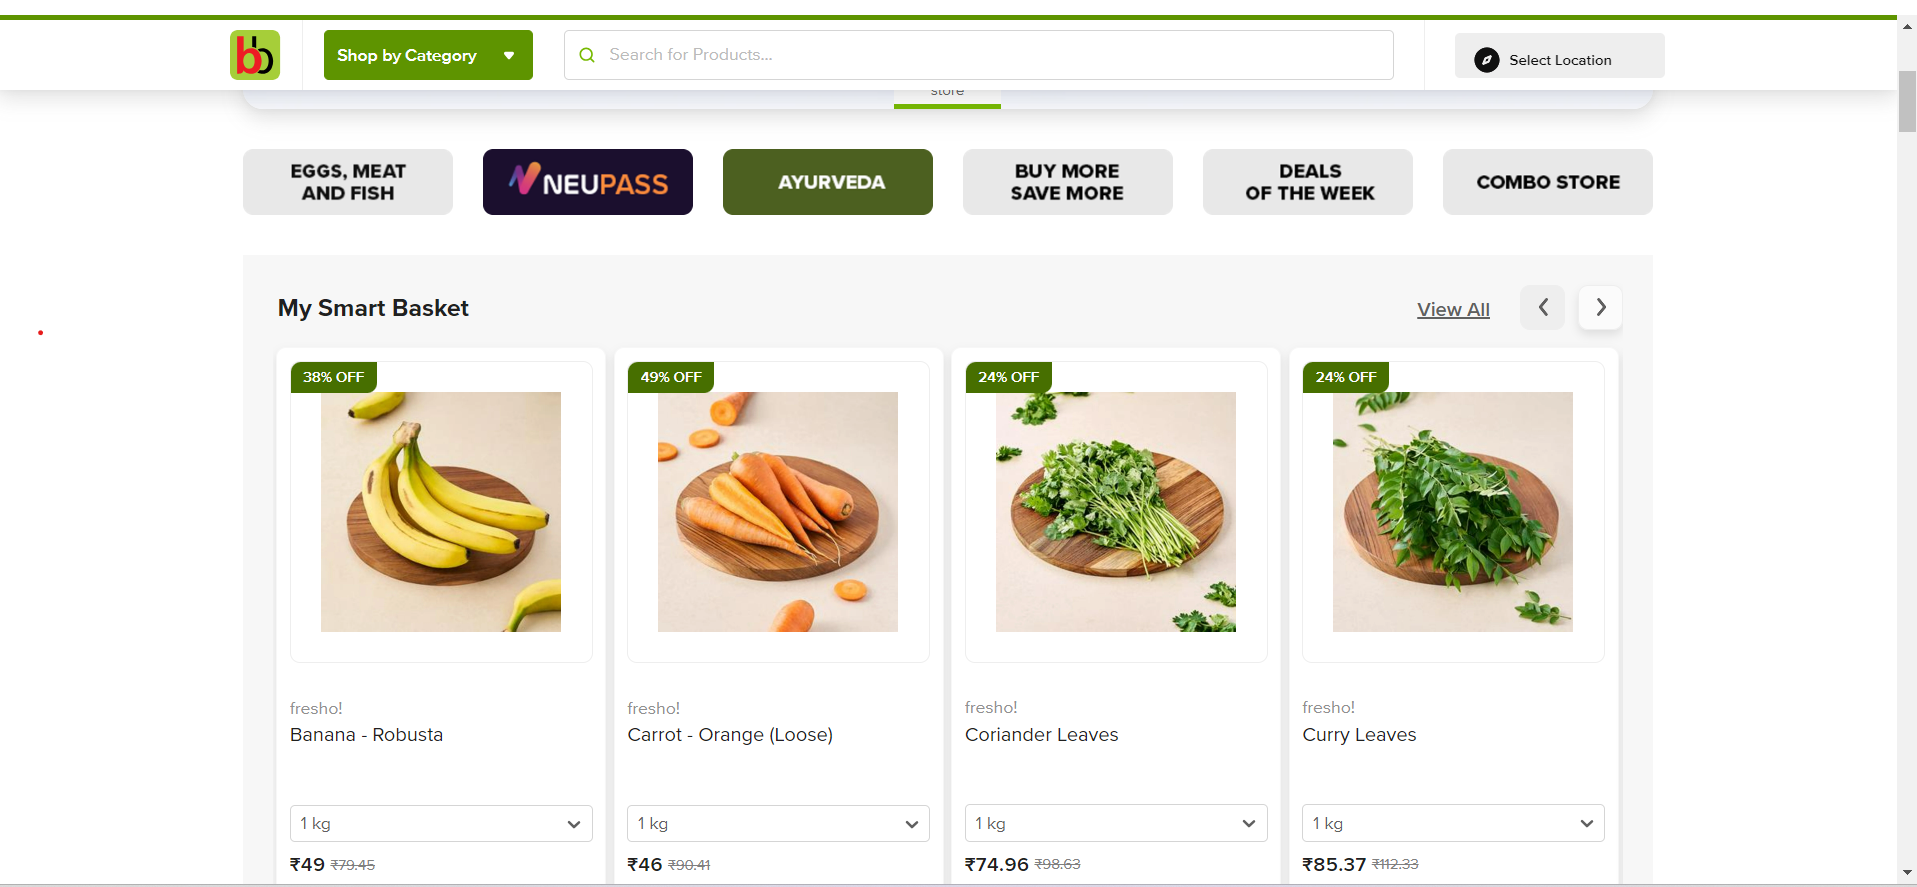 bb
Shop by Category
Search for Products...
Select Location
store
EGGS, MEAT
AND FISH
NEUPASS
AYURVEDA
BUY MORE
SAVE MORE
DEALS
OF THE WEEK
COMBO STORE
My Smart Basket
View All
38% OFF
49% OFF
24% OFF
24% OFF
fresho!
Banana - Robusta
1 kg
₹49 ₹79.45
fresho!
Carrot - Orange (Loose)
1 kg
₹46 ₹90.41
fresho!
Coriander Leaves
1 kg
₹74.96 ₹98.63
fresho!
Curry Leaves
1 kg
₹85.37 ₹112.33